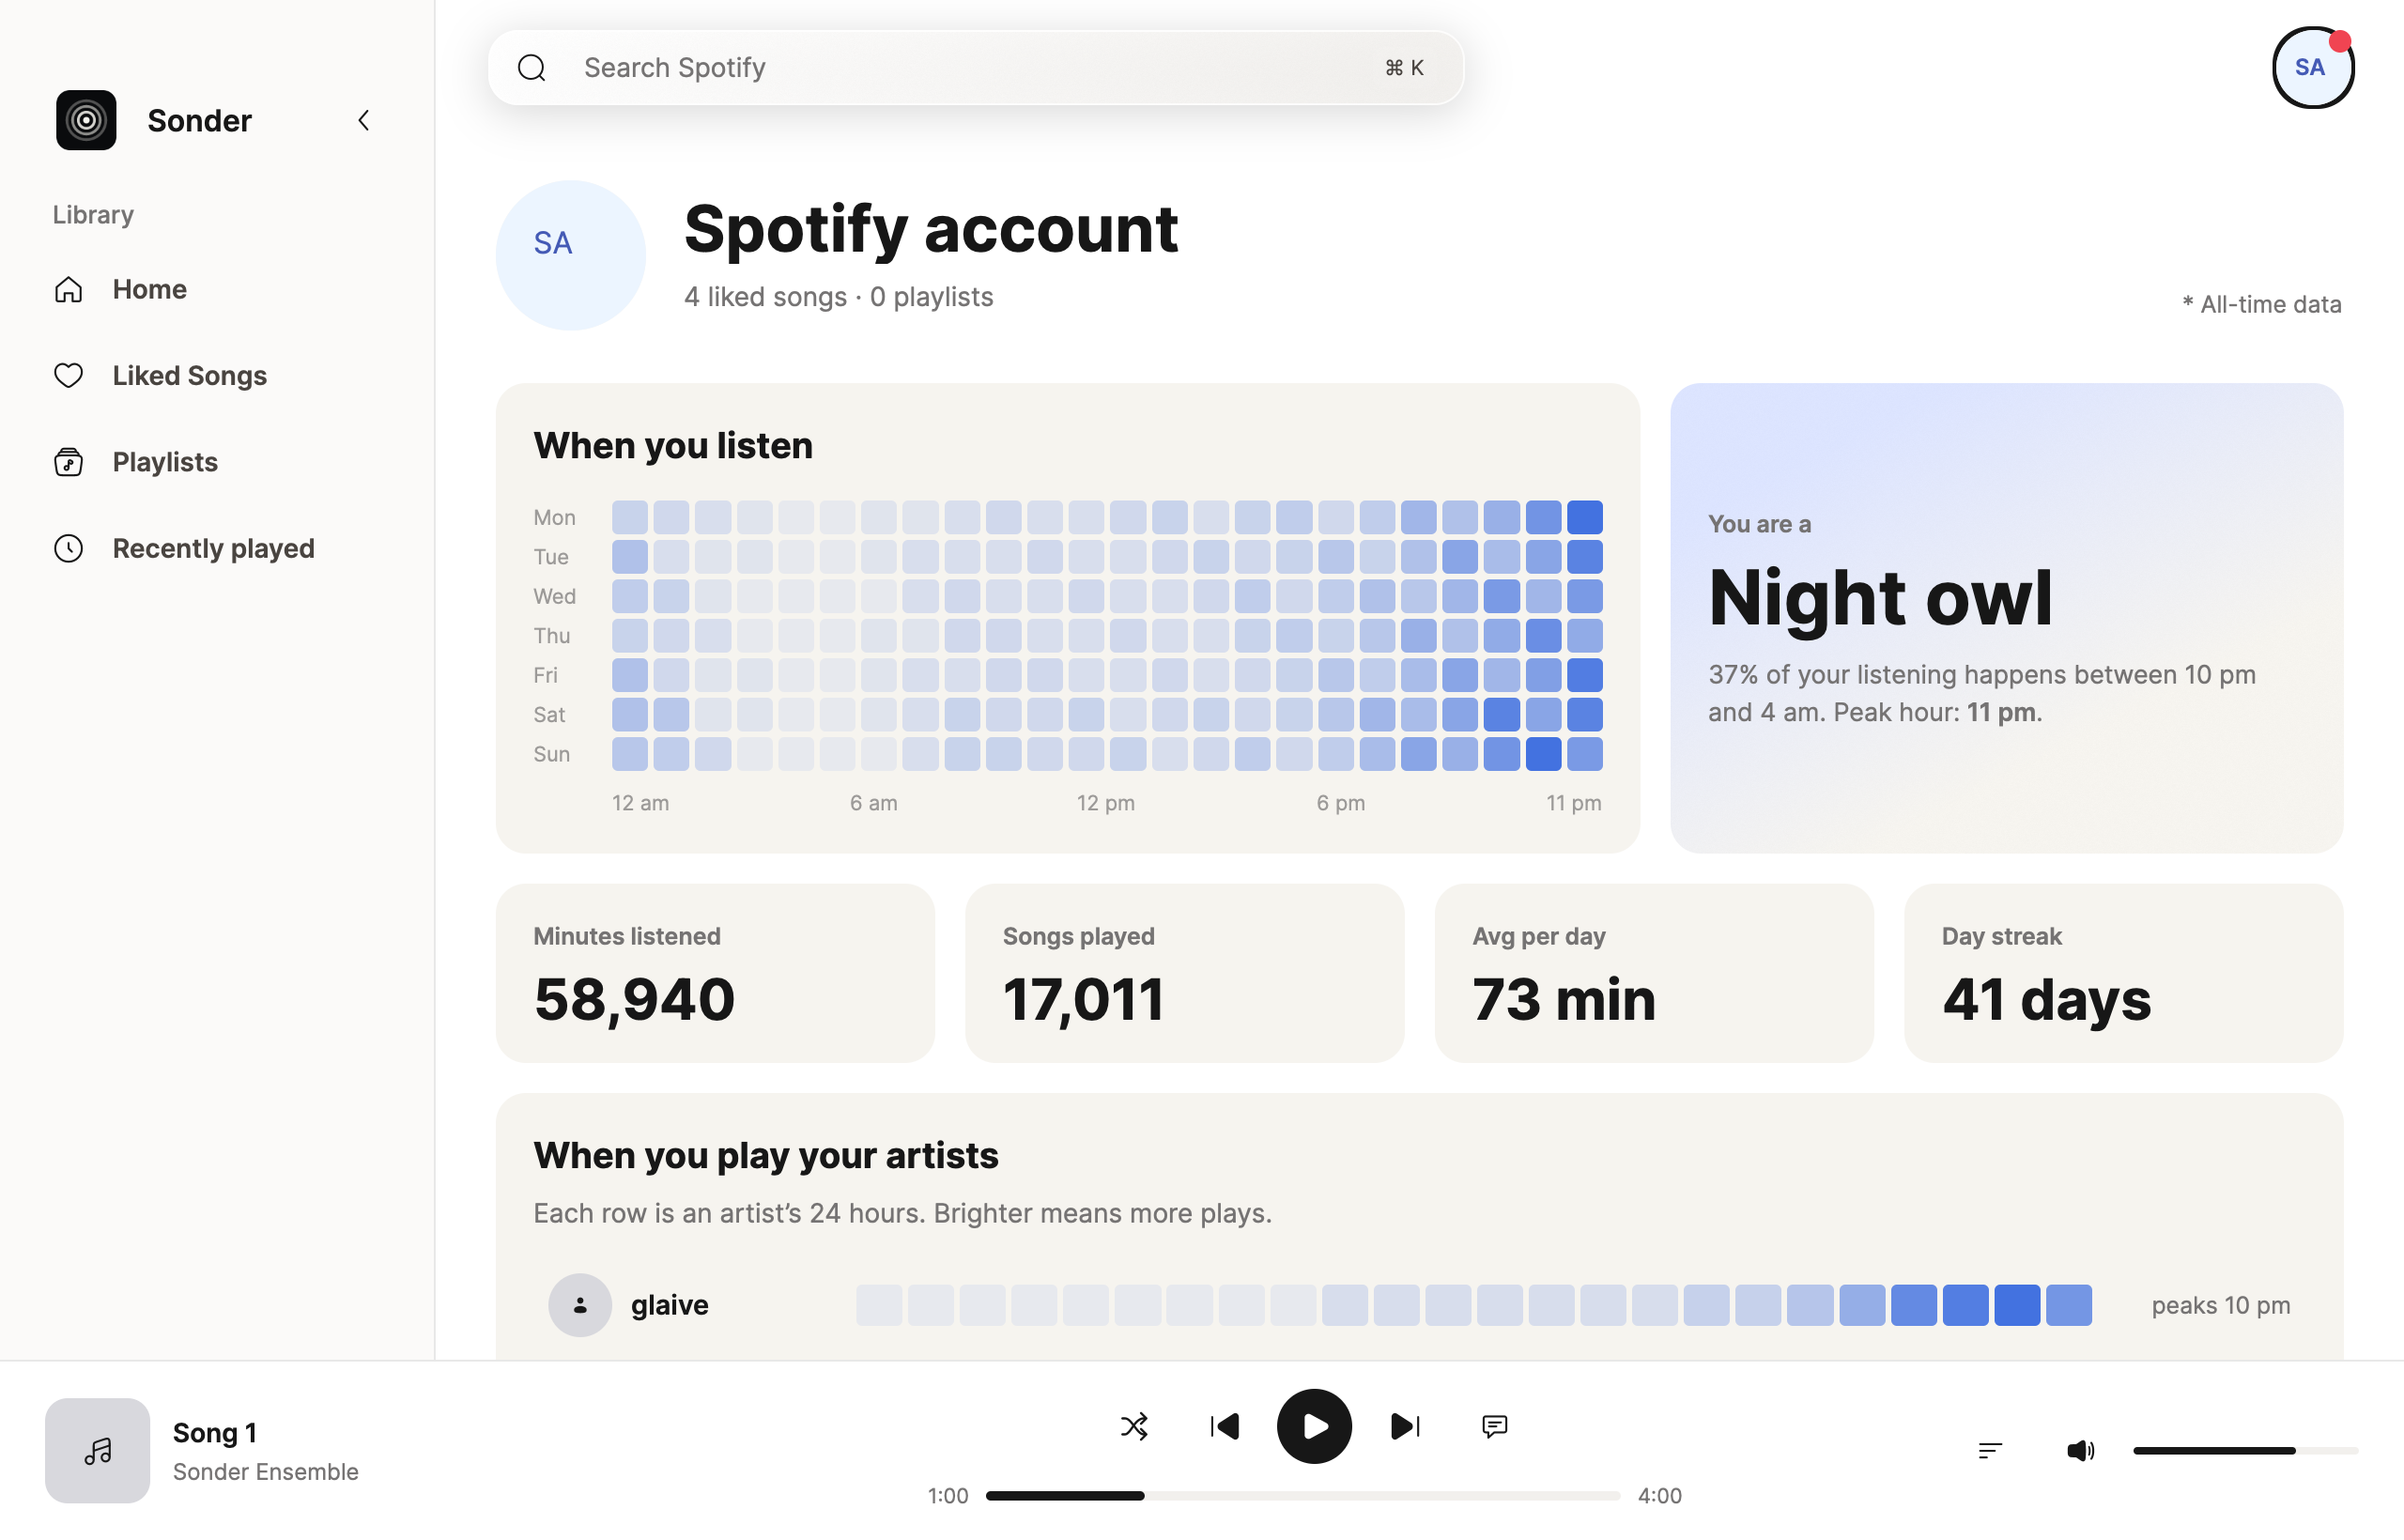 Sonder
Library
Home
Liked Songs
Playlists
Recently played
Search Spotify
⌘ K
SA
SA
Spotify account
4 liked songs · 0 playlists
* All-time data
When you listen
Mon
Tue
Wed
Thu
Fri
Sat
Sun
12 am
6 am
12 pm
6 pm
11 pm
You are a
Night owl
37% of your listening happens between 10 pm
and 4 am. Peak hour: 11 pm.
Minutes listened
58,940
Songs played
17,011
Avg per day
73 min
Day streak
41 days
When you play your artists
Each row is an artist’s 24 hours. Brighter means more plays.
glaive
peaks 10 pm
Song 1
Sonder Ensemble
1:00
4:00